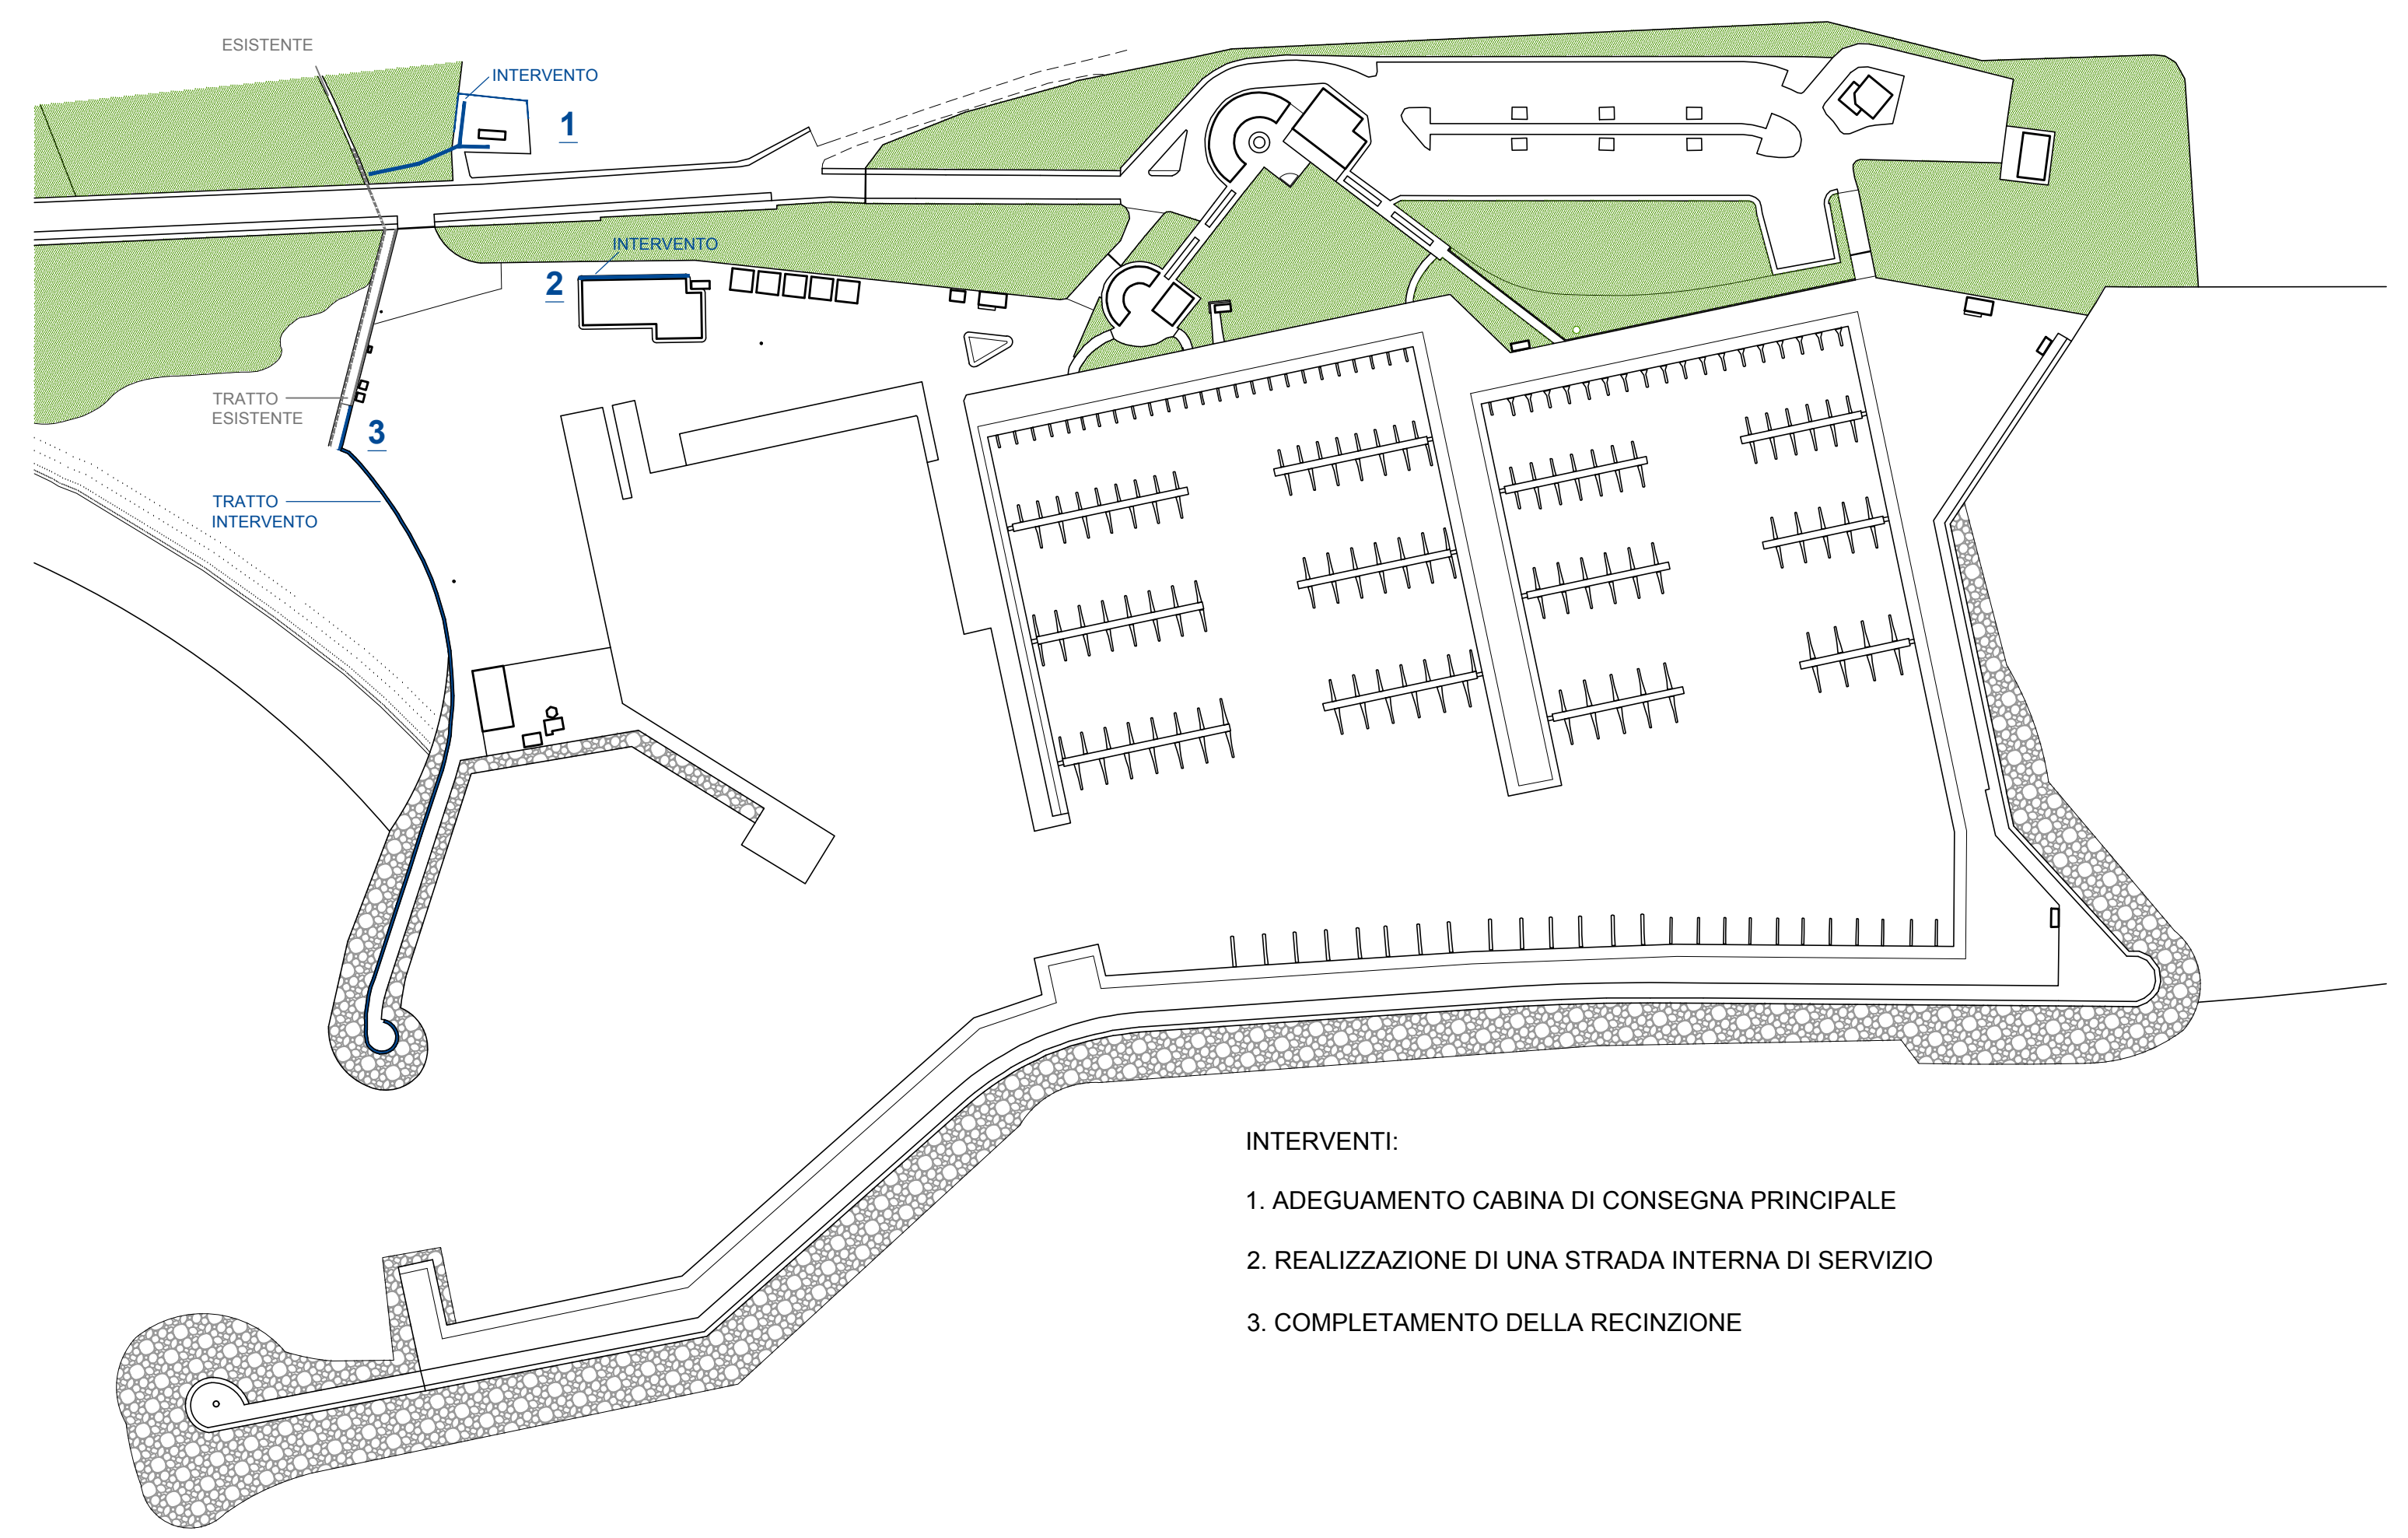 ESISTENTE
INTERVENTO
1
INTERVENTO
2
TRATTO
ESISTENTE
3
TRATTO
INTERVENTO
INTERVENTI:
1. ADEGUAMENTO CABINA DI CONSEGNA PRINCIPALE
2. REALIZZAZIONE DI UNA STRADA INTERNA DI SERVIZIO
3. COMPLETAMENTO DELLA RECINZIONE